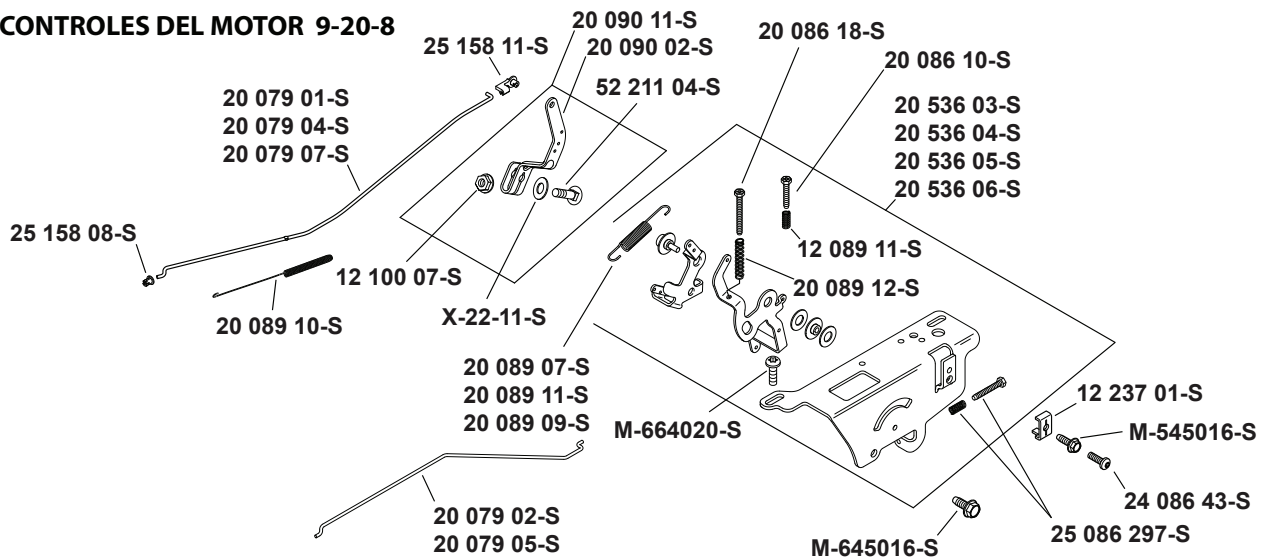 CONTROLES DEL MOTOR 9-20-8
20 090 11-S
20 090 02-S
25 158 11-S
52 211 04-S
20 086 18-S
20 086 10-S
20 079 01-S
20 079 04-S
20 079 07-S
20 536 03-S
20 536 04-S
20 536 05-S
20 536 06-S
25 158 08-S
12 089 11-S
12 100 07-S
20 089 12-S
20 089 10-S
X-22-11-S
20 089 07-S
20 089 11-S
20 089 09-S
M-664020-S
12 237 01-S
M-545016-S
24 086 43-S
20 079 02-S
20 079 05-S
25 086 297-S
M-645016-S